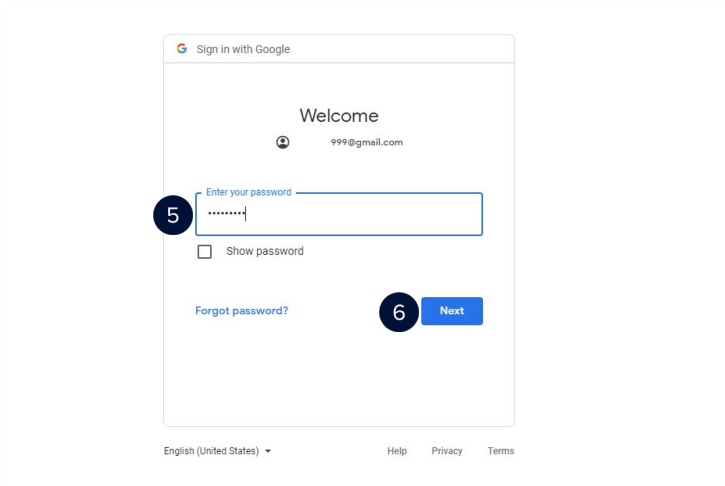 Sign in with Google
Welcome
999@gmail.com
Enter your password
5
•••••••••
Show password
Forgot password?
6
Next
English (United States)
Help Privacy Terms